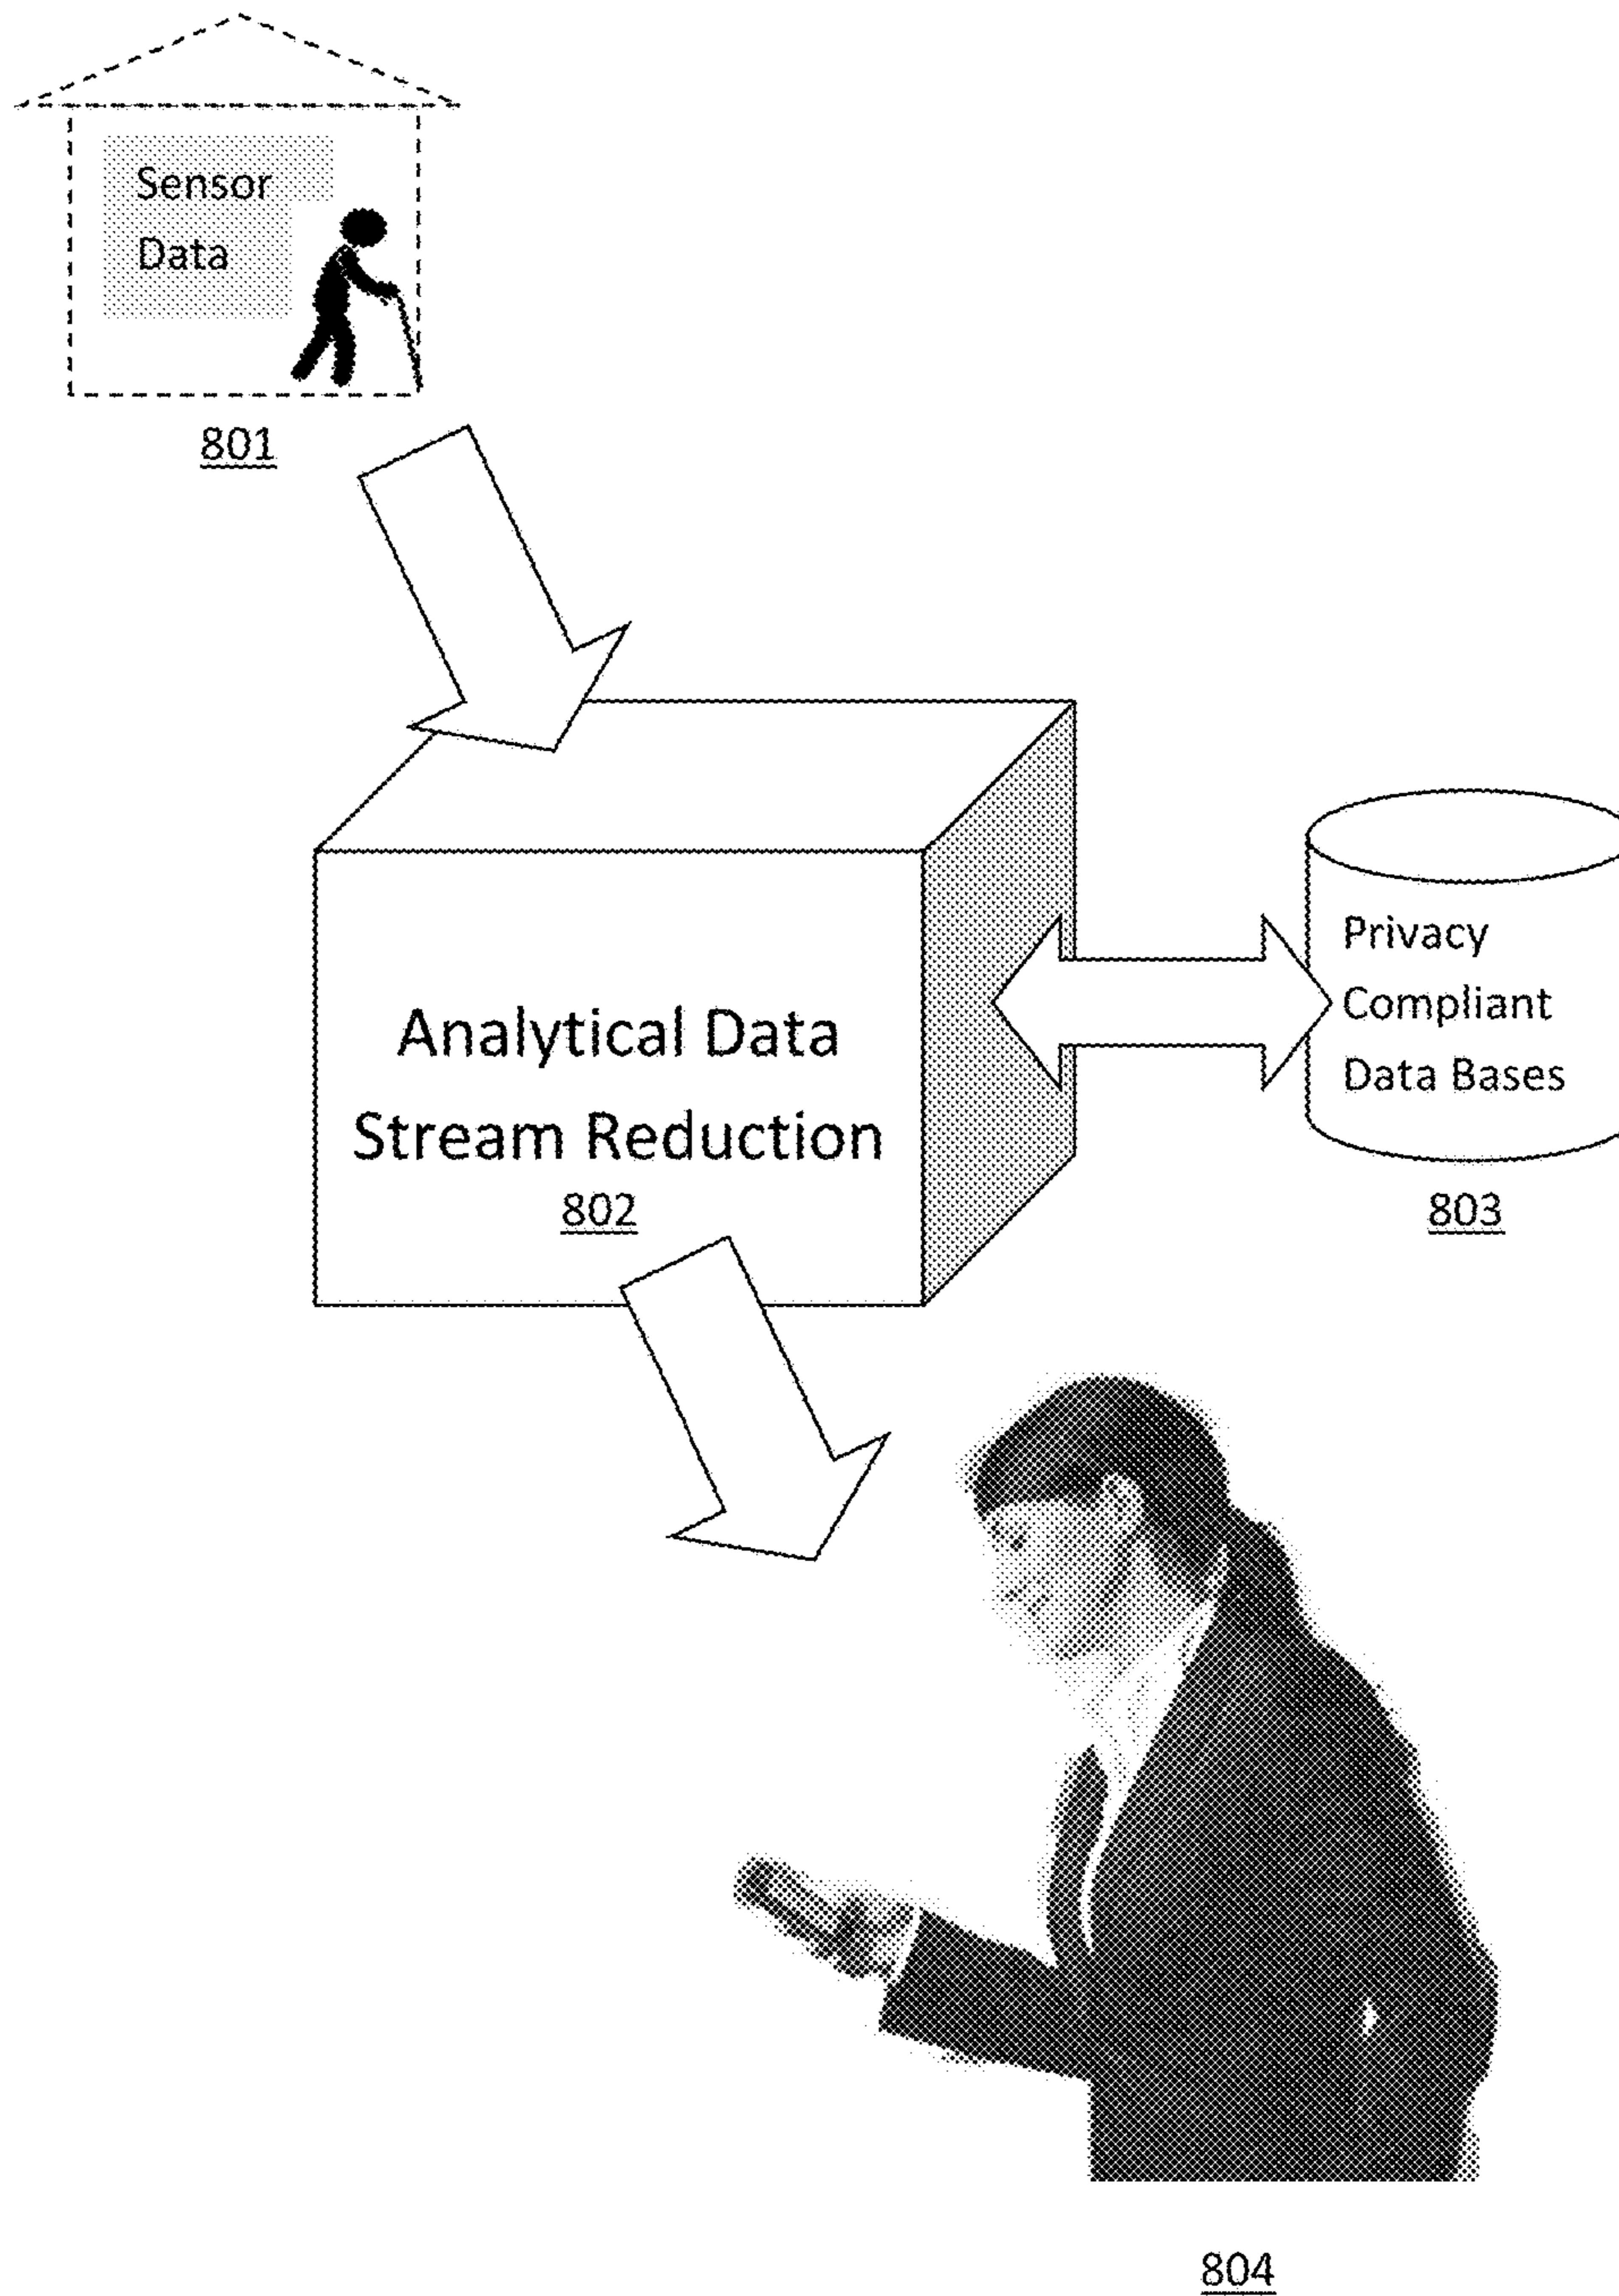 Sensor
Data
801
Analytical Data
Stream Reduction
802
Privacy
Compliant
Data Bases
803
804